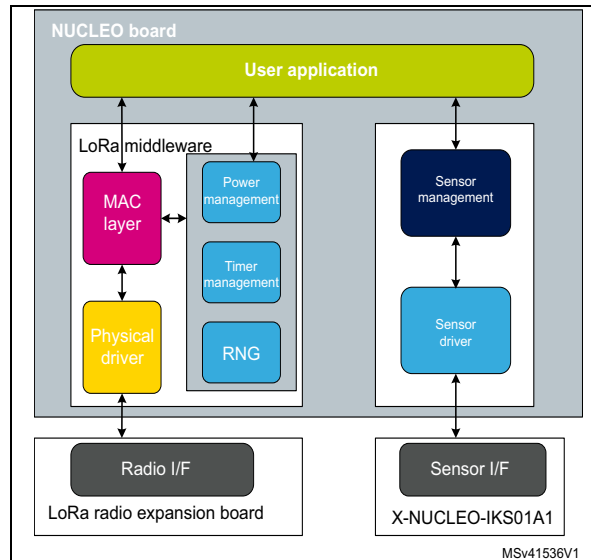 NUCLEO board
User application
LoRa middleware
MAC
layer
Power
management
Timer
management
RNG
Physical
driver
Sensor
management
Sensor
driver
Radio I/F
LoRa radio expansion board
Sensor I/F
X-NUCLEO-IKS01A1
MSv41536V1